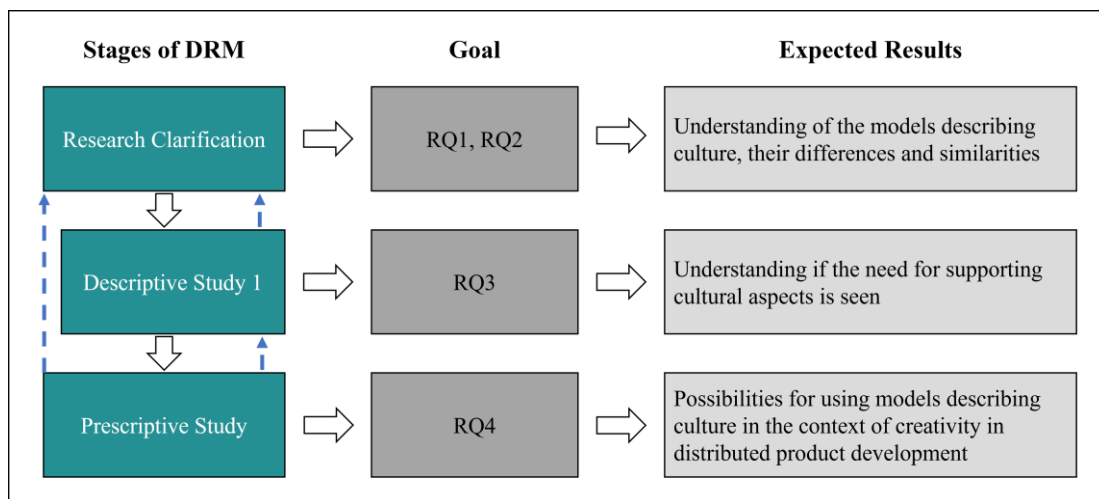 Stages of DRM
Goal
Expected Results
Research Clarification
RQ1, RQ2
Understanding of the models describing
culture, their differences and similarities
Descriptive Study 1
RQ3
Understanding if the need for supporting
cultural aspects is seen
Prescriptive Study
RQ4
Possibilities for using models describing
culture in the context of creativity in
distributed product development